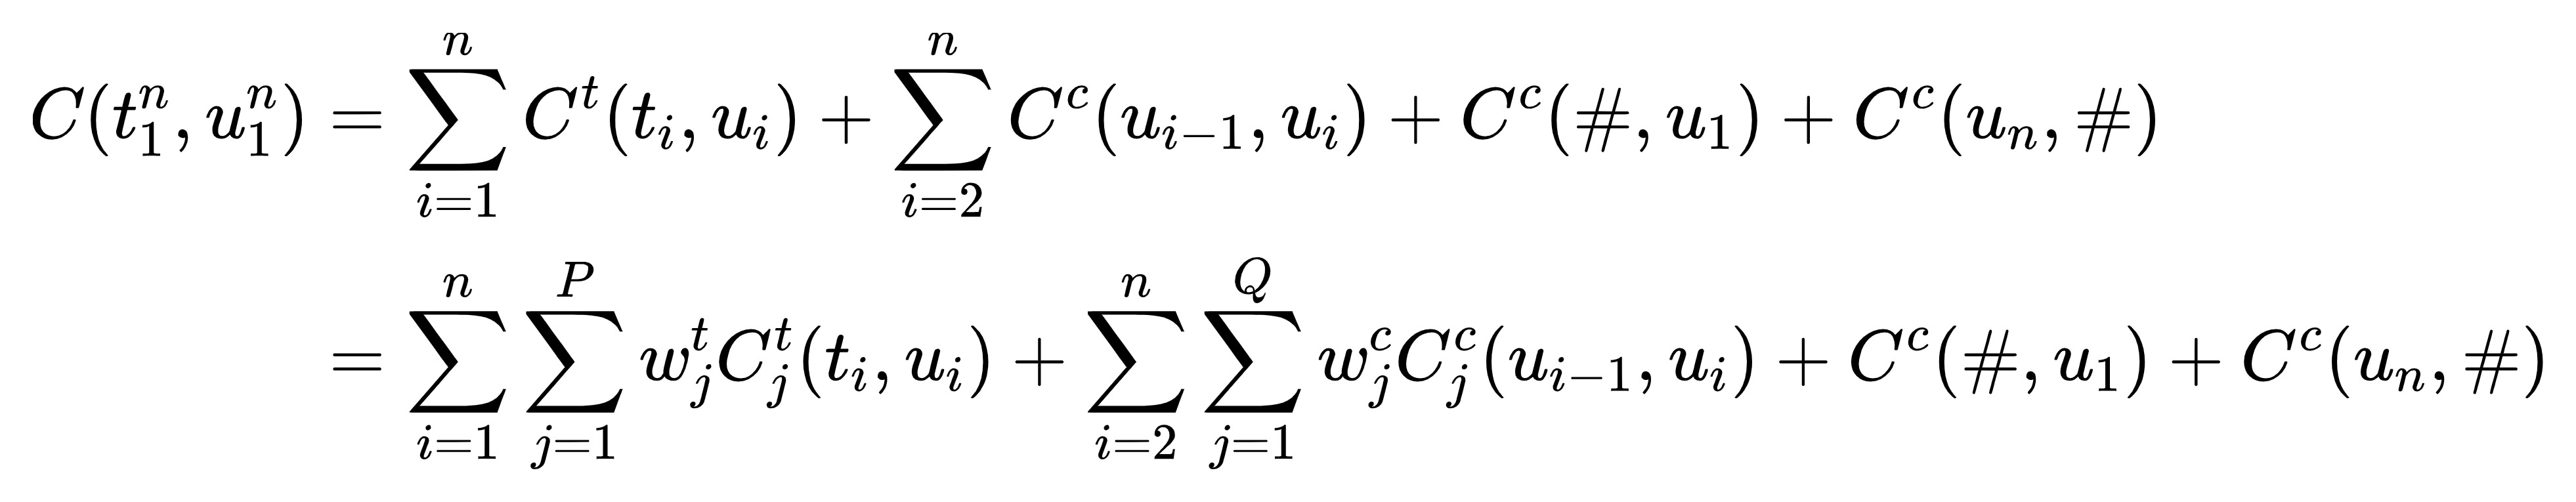 C(t_1^n, u_1^n) = \sum_{i=1}^{n} C^t(t_i, u_i) + \sum_{i=2}^{n} C^c(u_{i-1}, u_i) + C^c(\#, u_1) + C^c(u_n, \#)
= \sum_{i=1}^{n} \sum_{j=1}^{P} w_j^t C_j^t(t_i, u_i) + \sum_{i=2}^{n} \sum_{j=1}^{Q} w_j^c C_j^c(u_{i-1}, u_i) + C^c(\#, u_1) + C^c(u_n, \#)